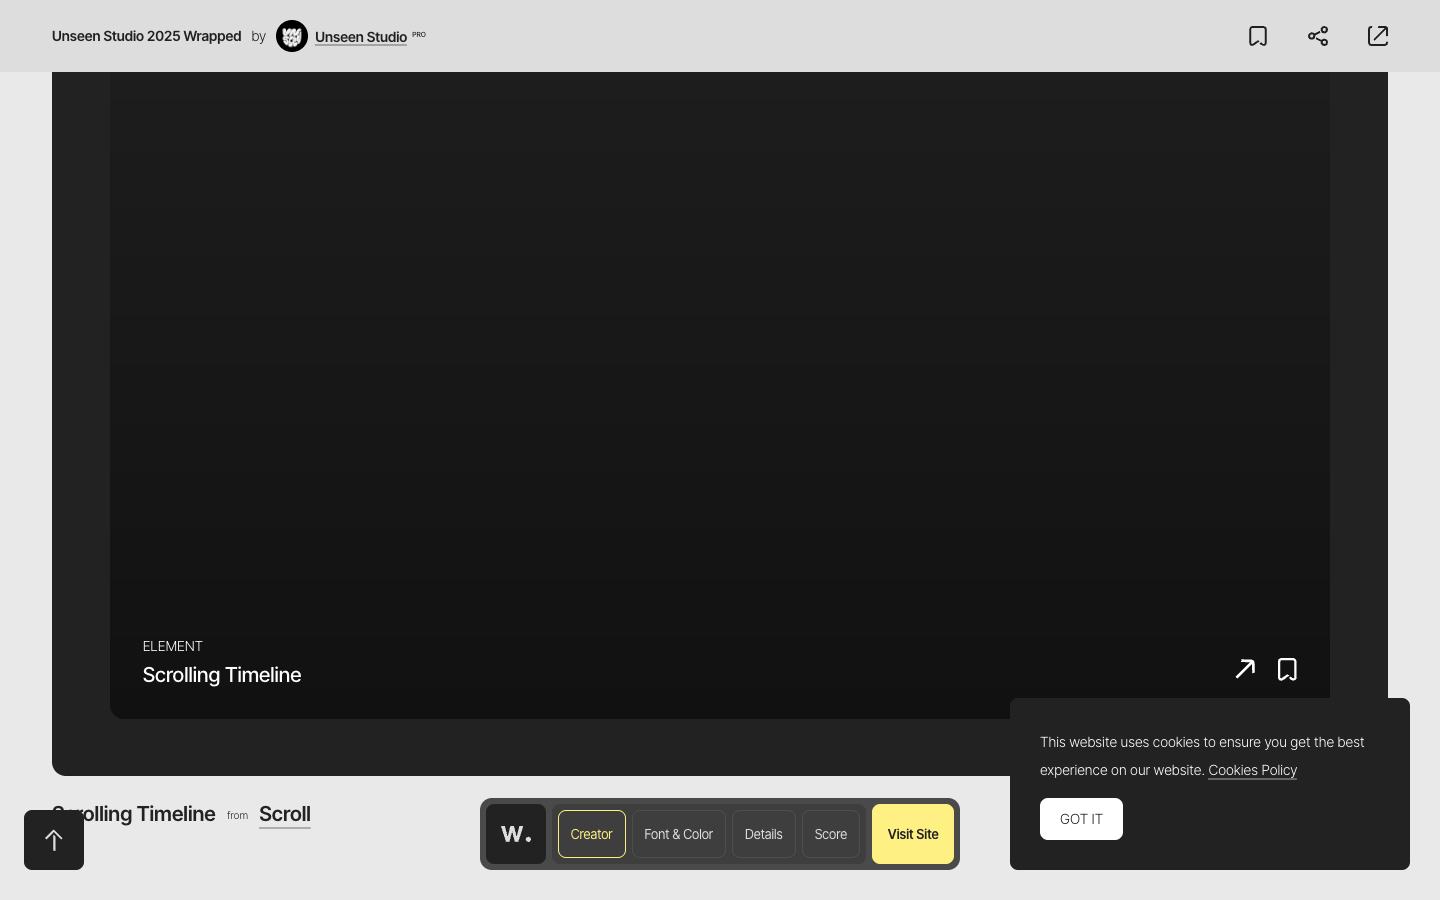 Unseen Studio 2025 Wrapped by Unseen Studio PRO
ELEMENT
Scrolling Timeline
This website uses cookies to ensure you get the best
experience on our website. Cookies Policy
GOT IT
Scrolling Timeline from Scroll
W. Creator Font & Color Details Score Visit Site